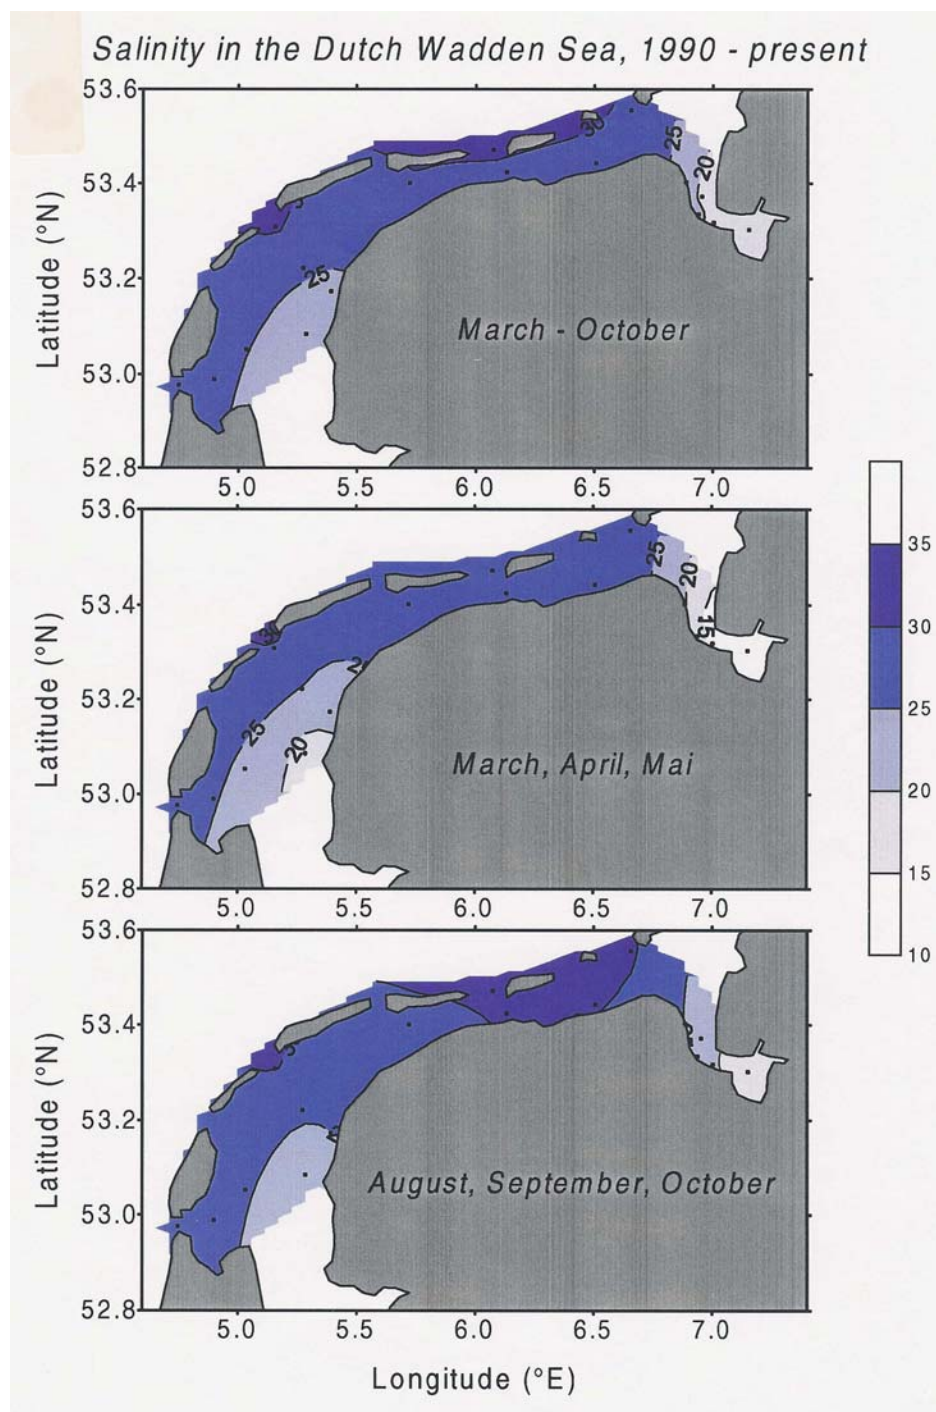 Salinity in the Dutch Wadden Sea, 1990 - present
53.6
53.4
53.2
53.0
52.8
Latitude (°N)
30
25
20
25
March - October
5.0 5.5 6.0 6.5 7.0
53.6
53.4
53.2
53.0
52.8
Latitude (°N)
25
20
15
30
25
20
March, April, Mai
5.0 5.5 6.0 6.5 7.0
53.6
53.4
53.2
53.0
52.8
Latitude (°N)
August, September, October
5.0 5.5 6.0 6.5 7.0
Longitude (°E)
35
30
25
20
15
10